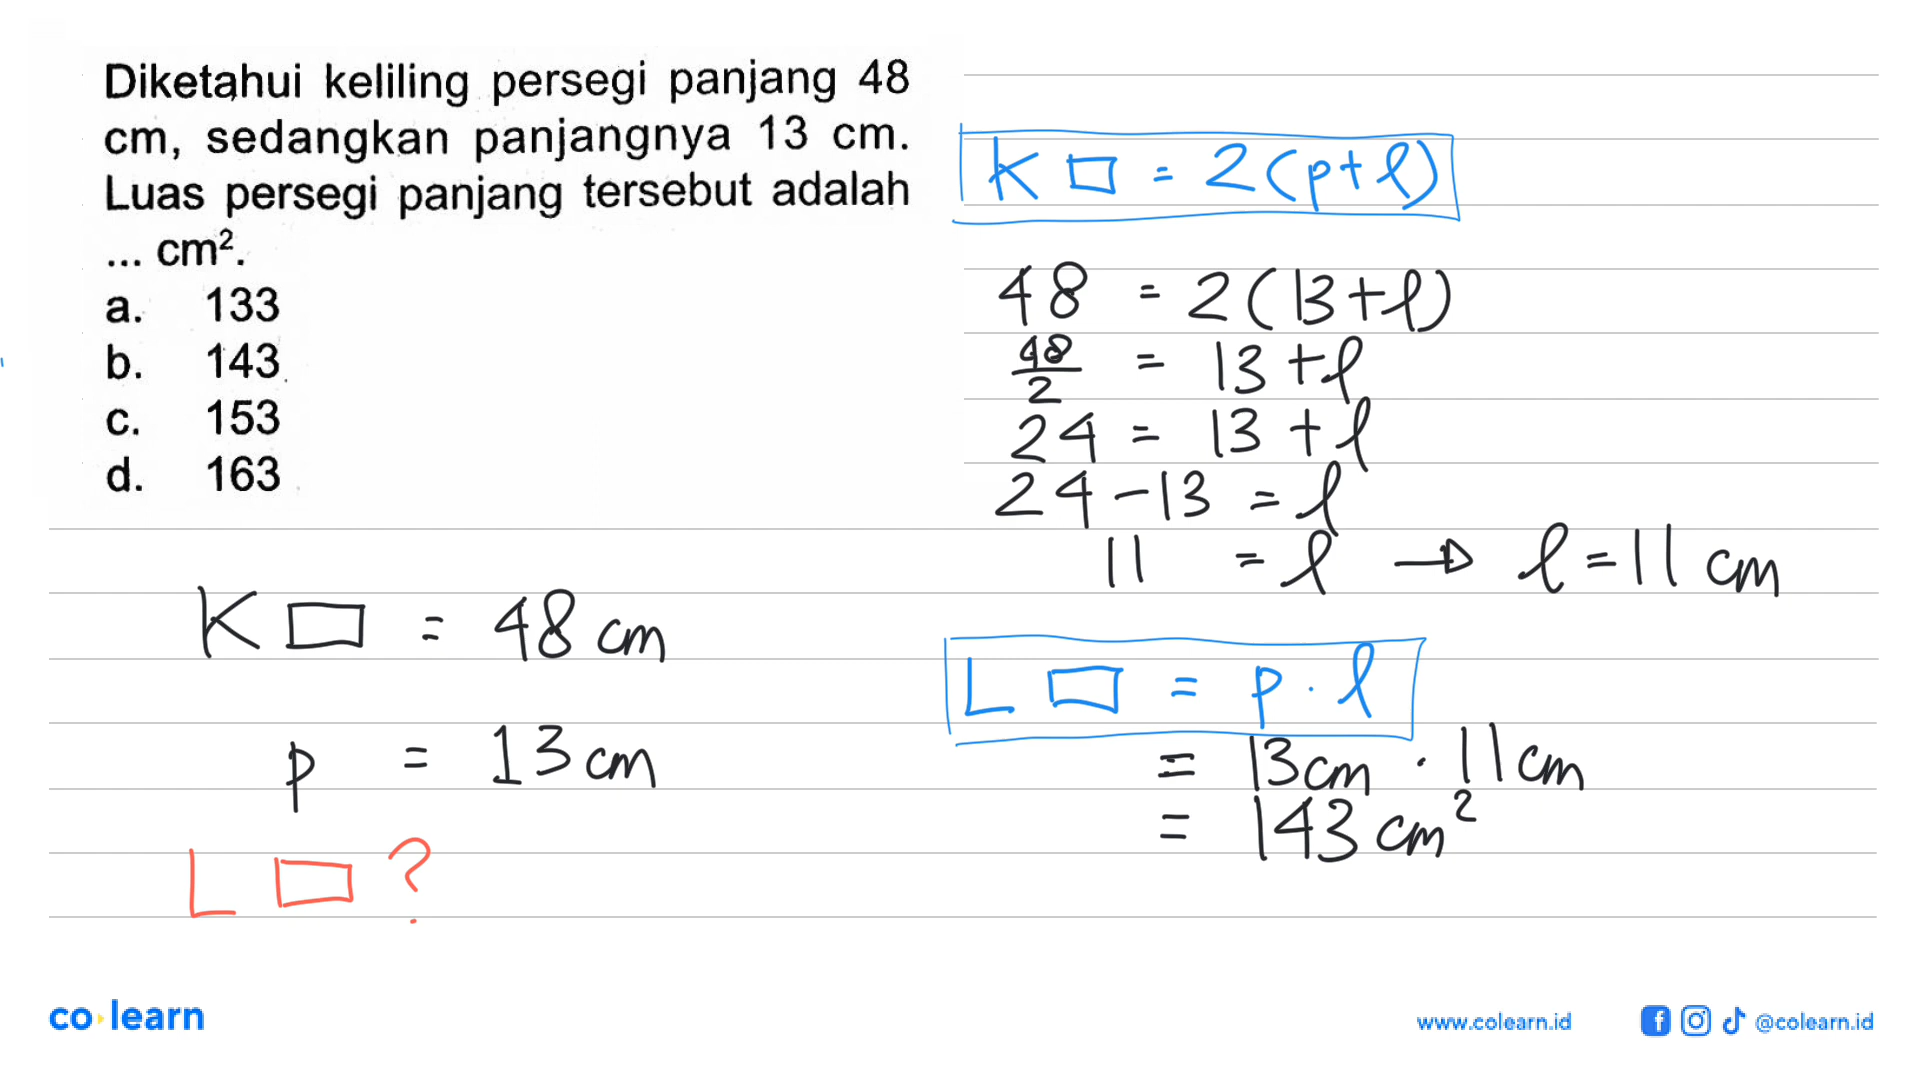 Diketahui keliling persegi panjang 48
cm, sedangkan panjangnya 13 cm.
Luas persegi panjang tersebut adalah
... cm².
a. 133
b. 143
c. 153
d. 163
K▭ = 48 cm
p = 13 cm
L▭ ?
K▭ = 2(p+l)
48 = 2(13+l)
48/2 = 13+l
24 = 13+l
24-13 = l
11 = l → l = 11 cm
L▭ = p.l
= 13cm . 11cm
= 143 cm²
co learn
www.colearn.id
@colearn.id